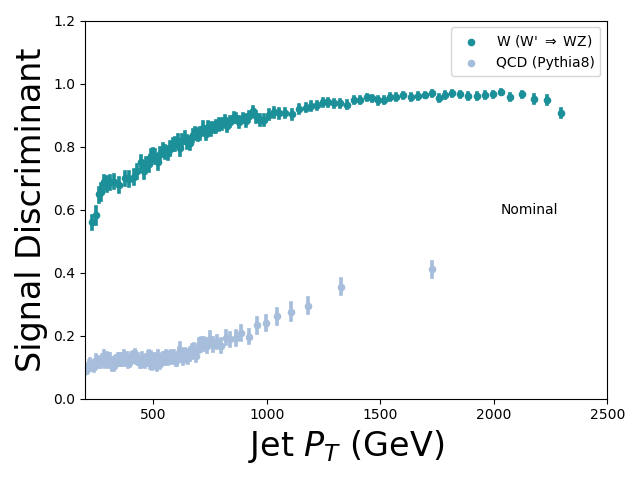 1.2
1.0
0.8
0.6
0.4
0.2
0.0
Signal Discriminant
W (W' ⇒ WZ)
QCD (Pythia8)
Nominal
500
1000
1500
2000
2500
Jet P_T (GeV)